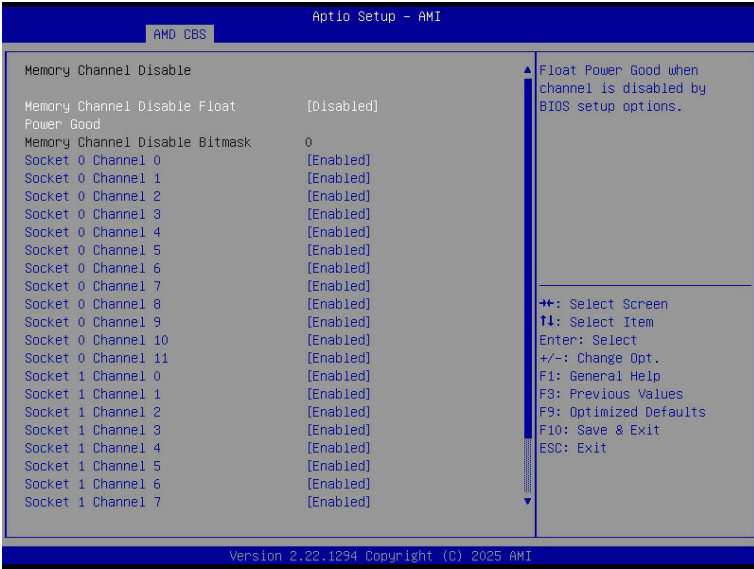 Aptio Setup - AMI
AMD CBS
Memory Channel Disable
Memory Channel Disable Float [Disabled]
Power Good
Memory Channel Disable Bitmask 0
Socket 0 Channel 0 [Enabled]
Socket 0 Channel 1 [Enabled]
Socket 0 Channel 2 [Enabled]
Socket 0 Channel 3 [Enabled]
Socket 0 Channel 4 [Enabled]
Socket 0 Channel 5 [Enabled]
Socket 0 Channel 6 [Enabled]
Socket 0 Channel 7 [Enabled]
Socket 0 Channel 8 [Enabled]
Socket 0 Channel 9 [Enabled]
Socket 0 Channel 10 [Enabled]
Socket 0 Channel 11 [Enabled]
Socket 1 Channel 0 [Enabled]
Socket 1 Channel 1 [Enabled]
Socket 1 Channel 2 [Enabled]
Socket 1 Channel 3 [Enabled]
Socket 1 Channel 4 [Enabled]
Socket 1 Channel 5 [Enabled]
Socket 1 Channel 6 [Enabled]
Socket 1 Channel 7 [Enabled]
Float Power Good when
channel is disabled by
BIOS setup options.
→←: Select Screen
↑↓: Select Item
Enter: Select
+/-: Change Opt.
F1: General Help
F3: Previous Values
F9: Optimized Defaults
F10: Save & Exit
ESC: Exit
Version 2.22.1294 Copyright (C) 2025 AMI